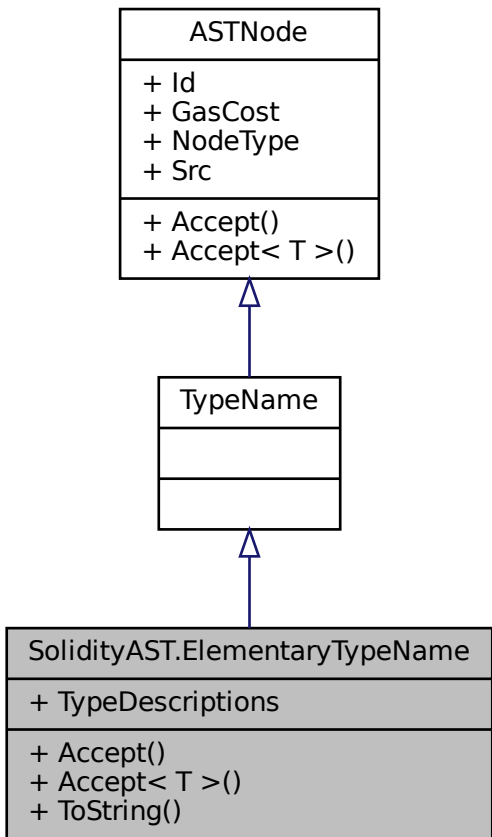 ASTNode
+ Id
+ GasCost
+ NodeType
+ Src
+ Accept()
+ Accept< T >()
TypeName
SolidityAST.ElementaryTypeName
+ TypeDescriptions
+ Accept()
+ Accept< T >()
+ ToString()